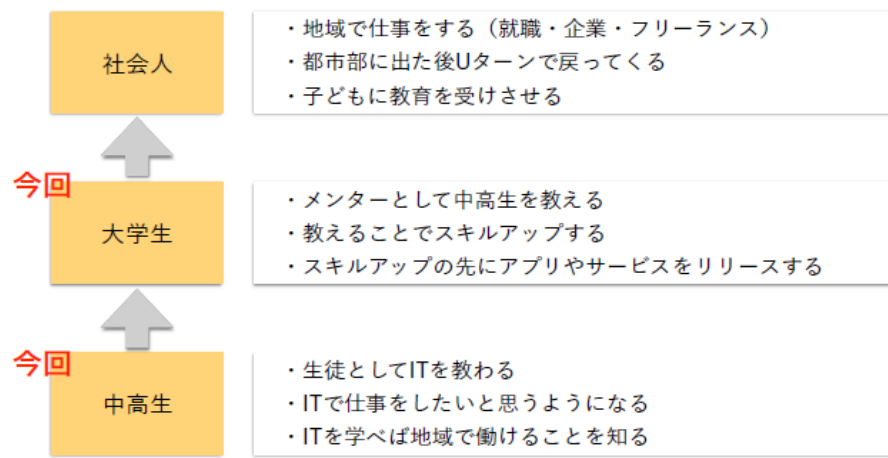 社会人
・地域で仕事をする（就職・企業・フリーランス）
・都市部に出た後Uターンで戻ってくる
・子どもに教育を受けさせる
今回
大学生
・メンターとして中高生を教える
・教えることでスキルアップする
・スキルアップの先にアプリやサービスをリリースする
今回
中高生
・生徒としてITを教わる
・ITで仕事をしたいと思うようになる
・ITを学べば地域で働けることを知る